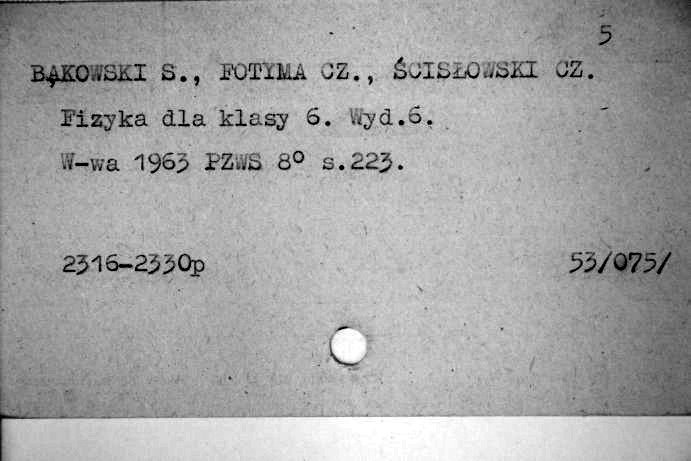 5
BĄKOWSKI S., FOTYMA CZ., ŚCISŁOWSKI CZ.
Fizyka dla klasy 6. Wyd.6.
W-wa 1963 PZWS 8° s.223.
2316-2330p 53/075/